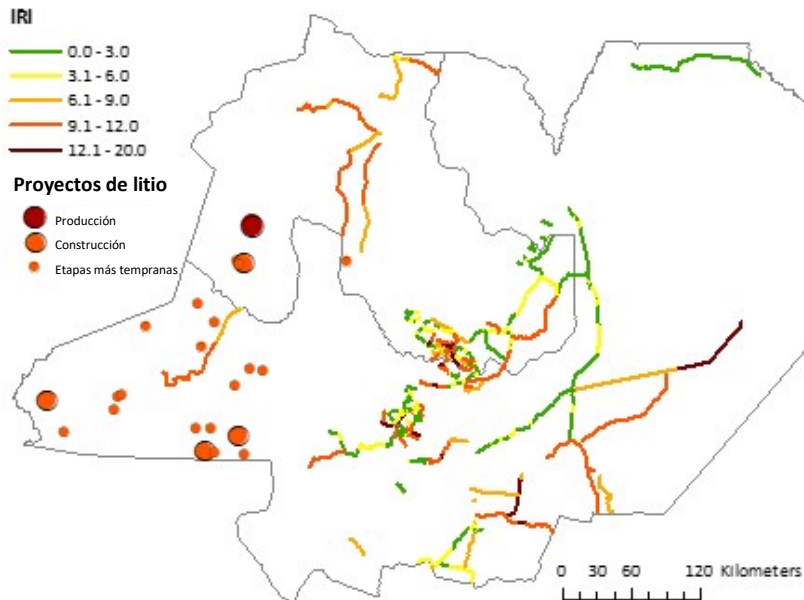 IRI
0.0 - 3.0
3.1 - 6.0
6.1 - 9.0
9.1 - 12.0
12.1 - 20.0
Proyectos de litio
Producción
Construcción
Etapas más tempranas
0 30 60 120 Kilometers